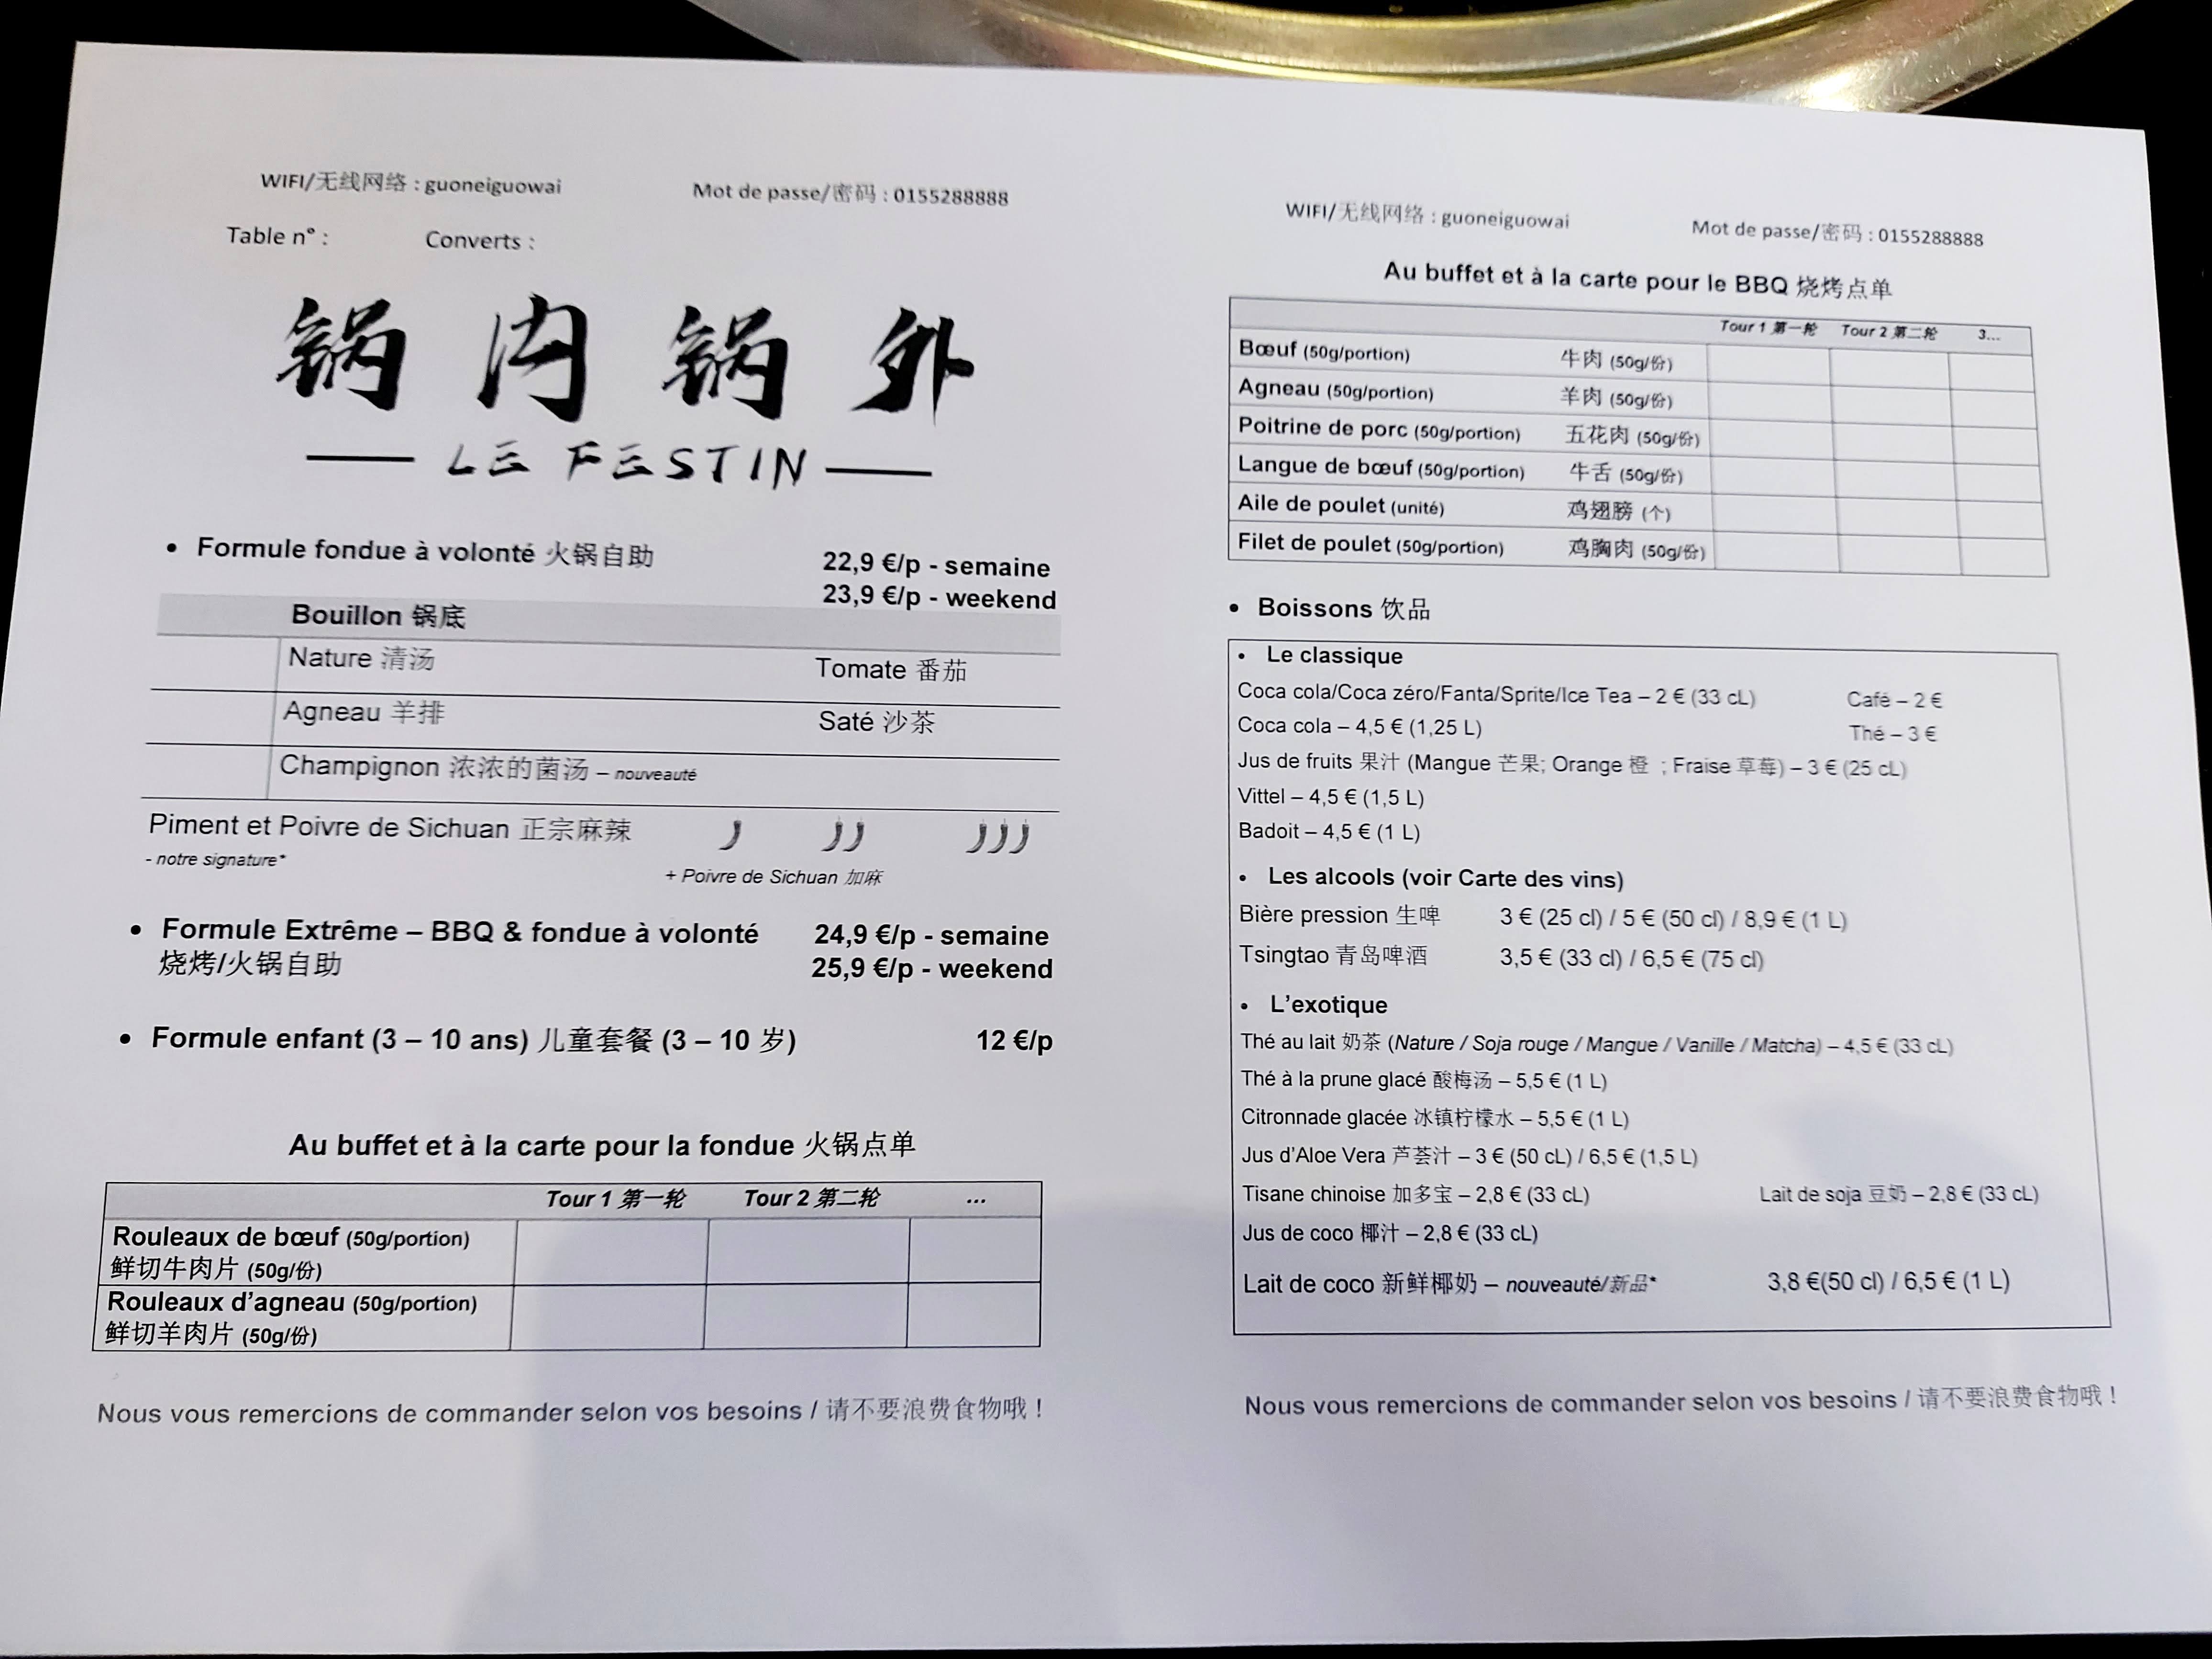 WIFI/无线网络 : guoneiguowai Mot de passe/密码 : 0155288888
Table n° : Converts :
锅内锅外
LE FESTIN
• Formule fondue à volonté 火锅自助 22,9 €/p - semaine
23,9 €/p - weekend
Bouillon 锅底
Nature 清汤 Tomate 番茄
Agneau 羊排 Saté 沙茶
Champignon 浓浓的菌汤 – nouveauté
Piment et Poivre de Sichuan 正宗麻辣
- notre signature*
+ Poivre de Sichuan 加麻
• Formule Extrême – BBQ & fondue à volonté 24,9 €/p - semaine
烧烤/火锅自助 25,9 €/p - weekend
• Formule enfant (3 – 10 ans) 儿童套餐 (3 – 10 岁) 12 €/p
Au buffet et à la carte pour la fondue 火锅点单
Tour 1 第一轮 Tour 2 第二轮 ...
Rouleaux de bœuf (50g/portion)
鲜切牛肉片 (50g/份)
Rouleaux d'agneau (50g/portion)
鲜切羊肉片 (50g/份)
Nous vous remercions de commander selon vos besoins / 请不要浪费食物哦 !
WIFI/无线网络 : guoneiguowai Mot de passe/密码 : 0155288888
Au buffet et à la carte pour le BBQ 烧烤点单
Tour 1 第一轮 Tour 2 第二轮 3...
Bœuf (50g/portion) 牛肉 (50g/份)
Agneau (50g/portion) 羊肉 (50g/份)
Poitrine de porc (50g/portion) 五花肉 (50g/份)
Langue de bœuf (50g/portion) 牛舌 (50g/份)
Aile de poulet (unité) 鸡翅膀 (个)
Filet de poulet (50g/portion) 鸡胸肉 (50g/份)
• Boissons 饮品
• Le classique
Coca cola/Coca zéro/Fanta/Sprite/Ice Tea – 2 € (33 cL) Café – 2 €
Coca cola – 4,5 € (1,25 L) Thé – 3 €
Jus de fruits 果汁 (Mangue 芒果; Orange 橙 ; Fraise 草莓) – 3 € (25 cL)
Vittel – 4,5 € (1,5 L)
Badoit – 4,5 € (1 L)
• Les alcools (voir Carte des vins)
Bière pression 生啤 3 € (25 cl) / 5 € (50 cl) / 8,9 € (1 L)
Tsingtao 青岛啤酒 3,5 € (33 cl) / 6,5 € (75 cl)
• L'exotique
Thé au lait 奶茶 (Nature / Soja rouge / Mangue / Vanille / Matcha) – 4,5 € (33 cL)
Thé à la prune glacé 酸梅汤 – 5,5 € (1 L)
Citronnade glacée 冰镇柠檬水 – 5,5 € (1 L)
Jus d'Aloe Vera 芦荟汁 – 3 € (50 cL) / 6,5 € (1,5 L)
Tisane chinoise 加多宝 – 2,8 € (33 cL) Lait de soja 豆奶 – 2,8 € (33 cL)
Jus de coco 椰汁 – 2,8 € (33 cL)
Lait de coco 新鲜椰奶 – nouveauté/新品* 3,8 €(50 cl) / 6,5 € (1 L)
Nous vous remercions de commander selon vos besoins / 请不要浪费食物哦 !